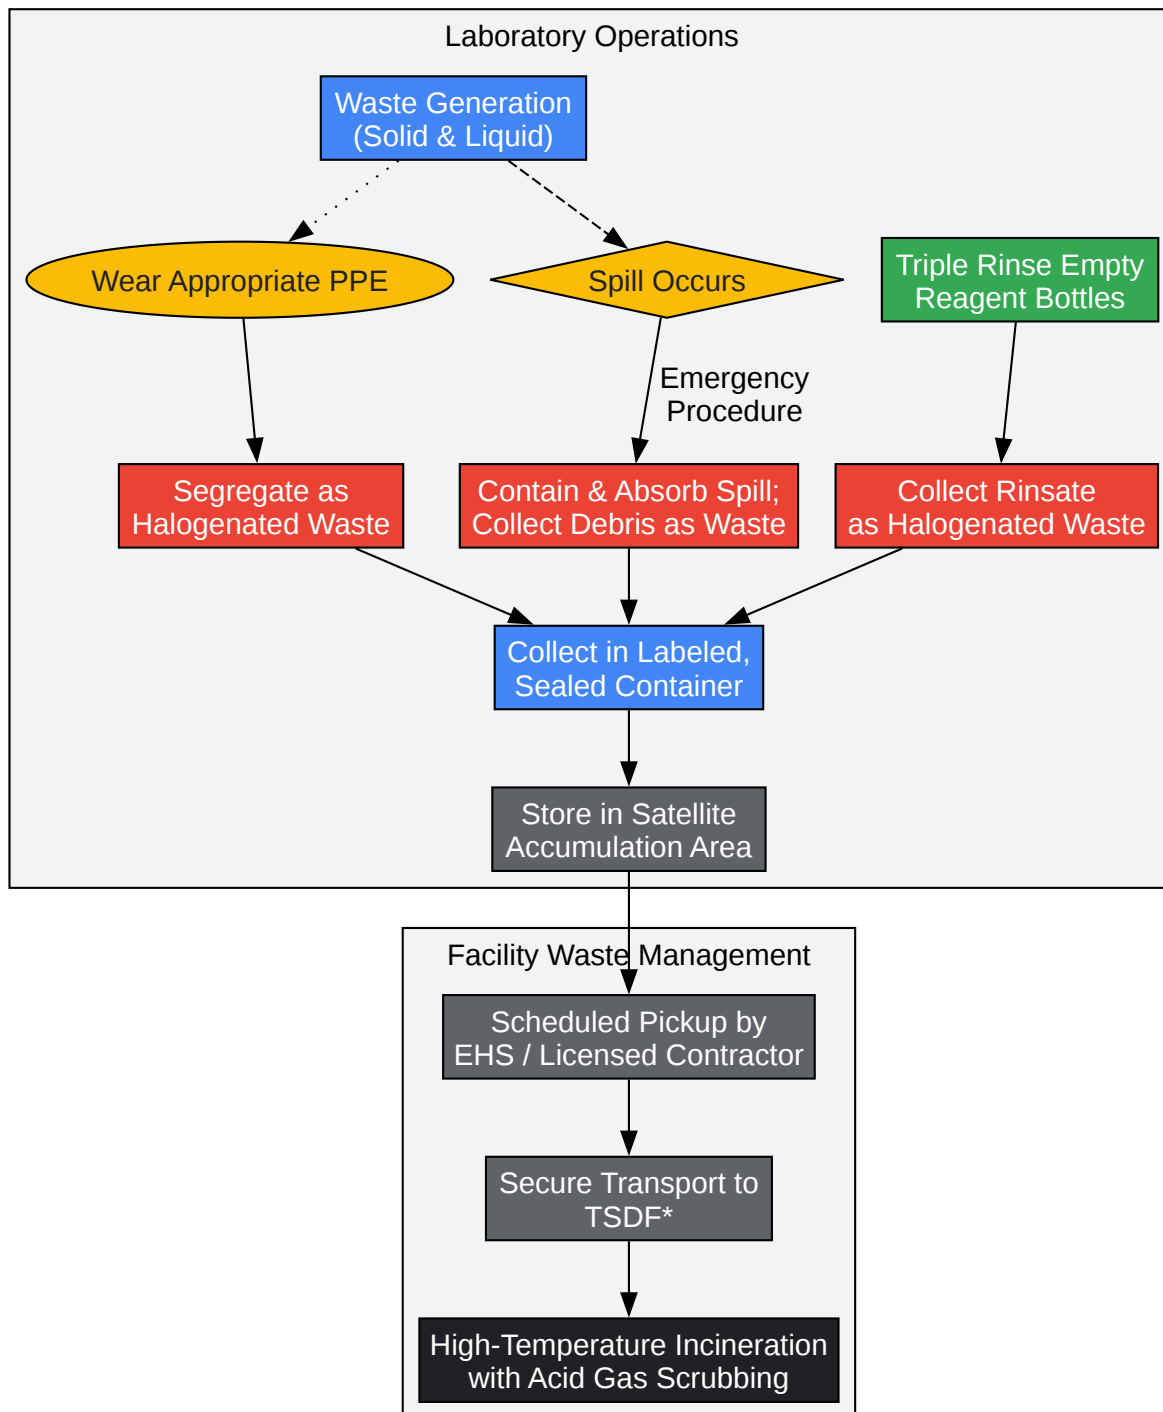 Laboratory Operations
Waste Generation
(Solid & Liquid)
Wear Appropriate PPE
Spill Occurs
Triple Rinse Empty
Reagent Bottles
Emergency
Procedure
Segregate as
Halogenated Waste
Contain & Absorb Spill;
Collect Debris as Waste
Collect Rinsate
as Halogenated Waste
Collect in Labeled,
Sealed Container
Store in Satellite
Accumulation Area
Facility Waste Management
Scheduled Pickup by
EHS / Licensed Contractor
Secure Transport to
TSDF*
High-Temperature Incineration
with Acid Gas Scrubbing